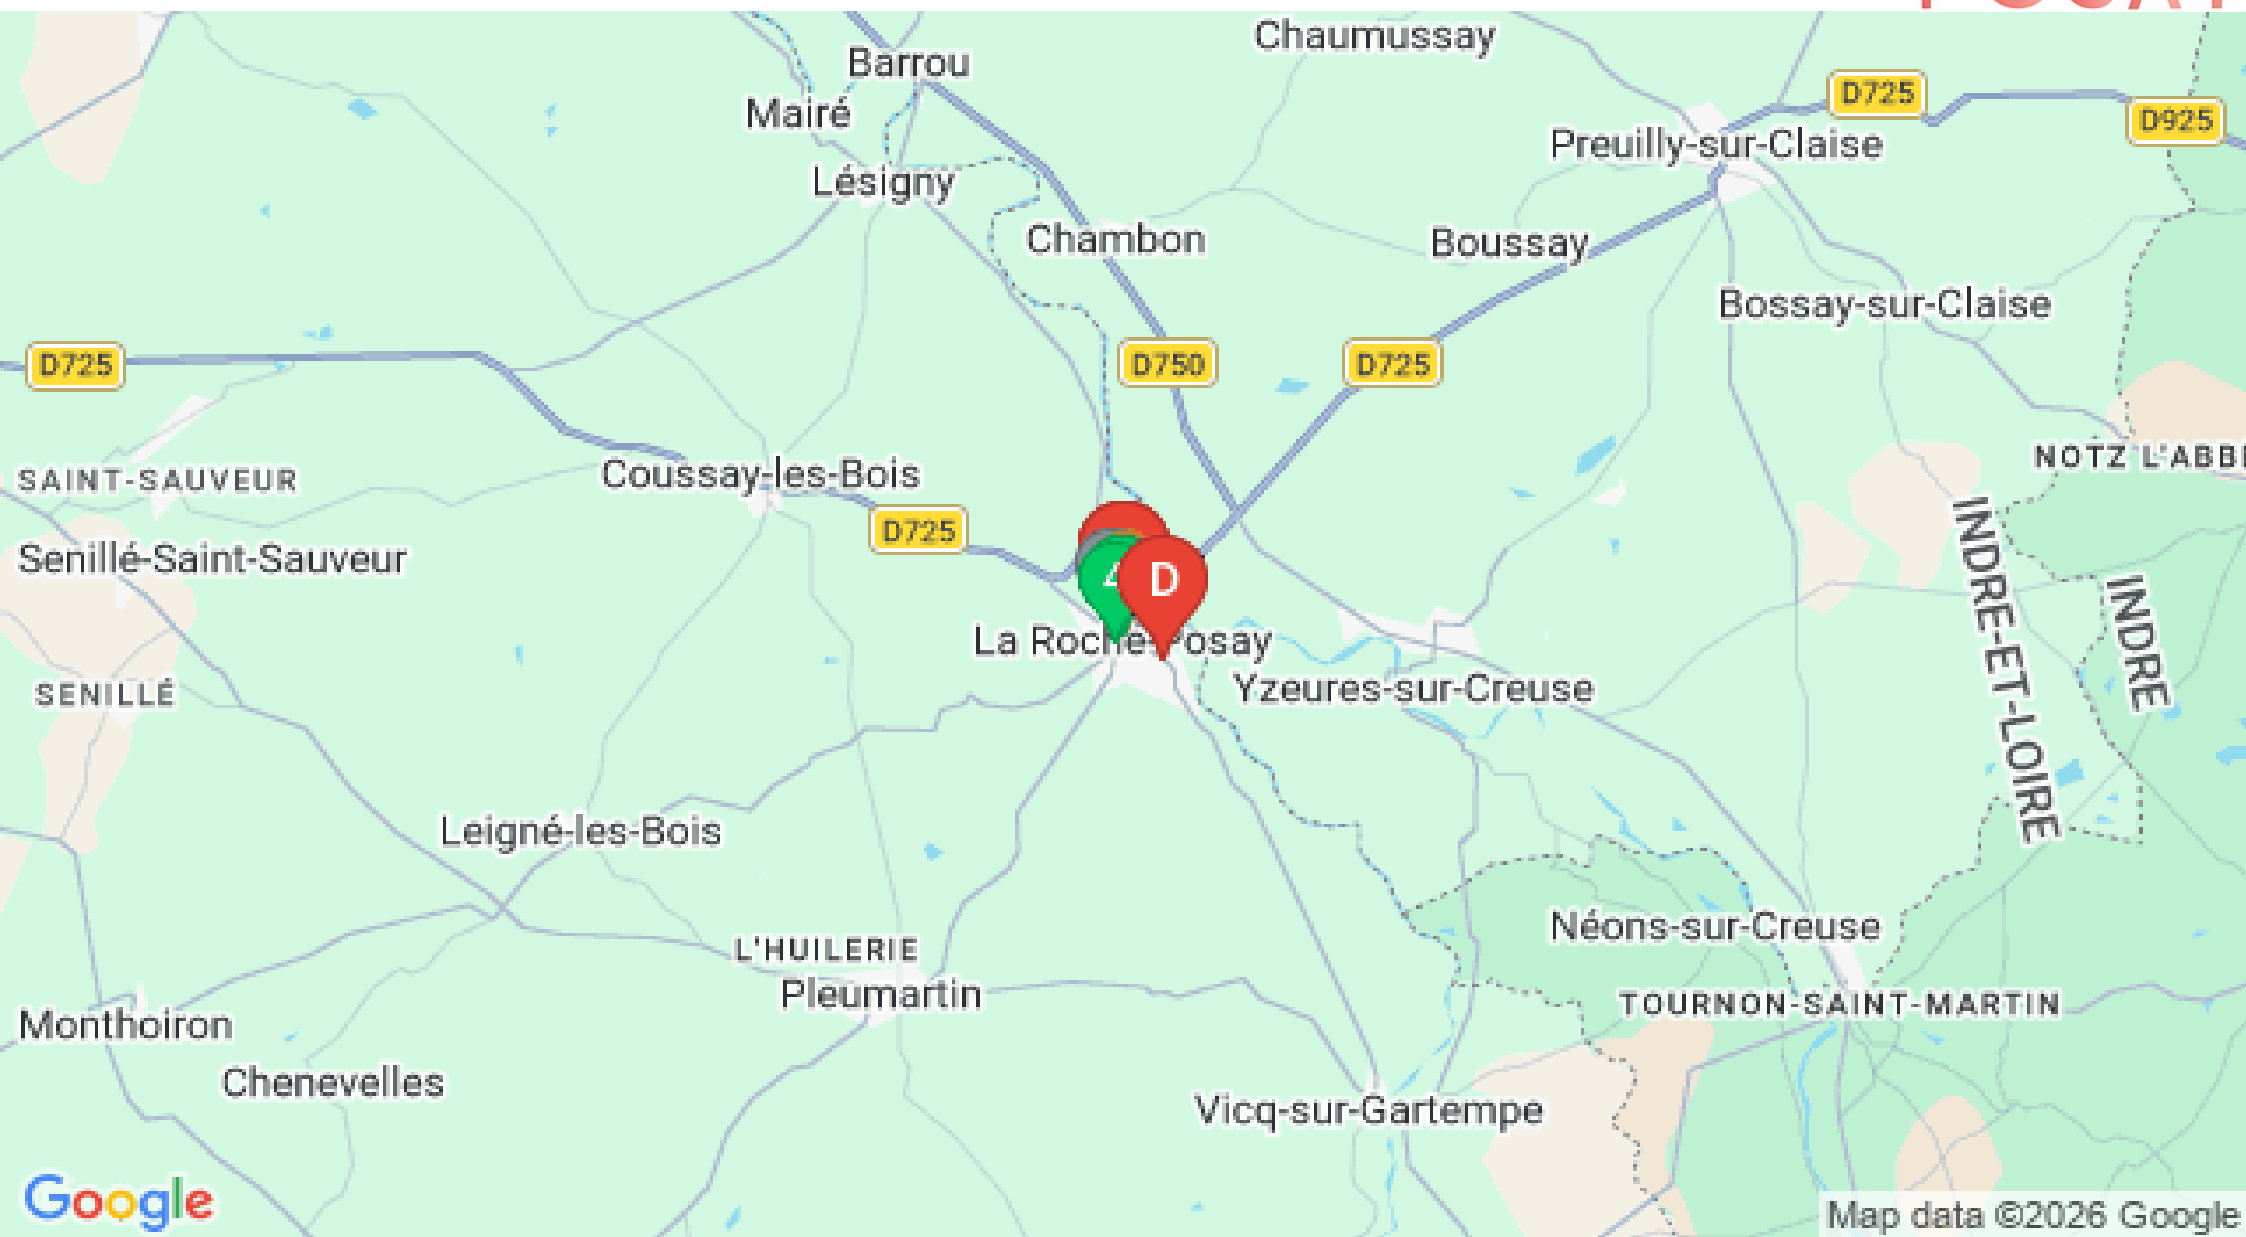 Chaumussay
Barrou
D725
Mairé
D925
Preuilly-sur-Claise
Lésigny
Chambon
Boussay
Bossay-sur-Claise
D725
D750
D725
NOTZ L'ABB
Coussay-les-Bois
SAINT-SAUVEUR
D725
Senillé-Saint-Sauveur
D
INDRE-ET-LOIRE
INDRE
La Roche-Posay
Yzeures-sur-Creuse
SENILLÉ
Leigné-les-Bois
Néons-sur-Creuse
L'HUILERIE
Pleumartin
TOURNON-SAINT-MARTIN
Monthoiron
Chenevelles
Vicq-sur-Gartempe
Google
Map data ©2026 Google